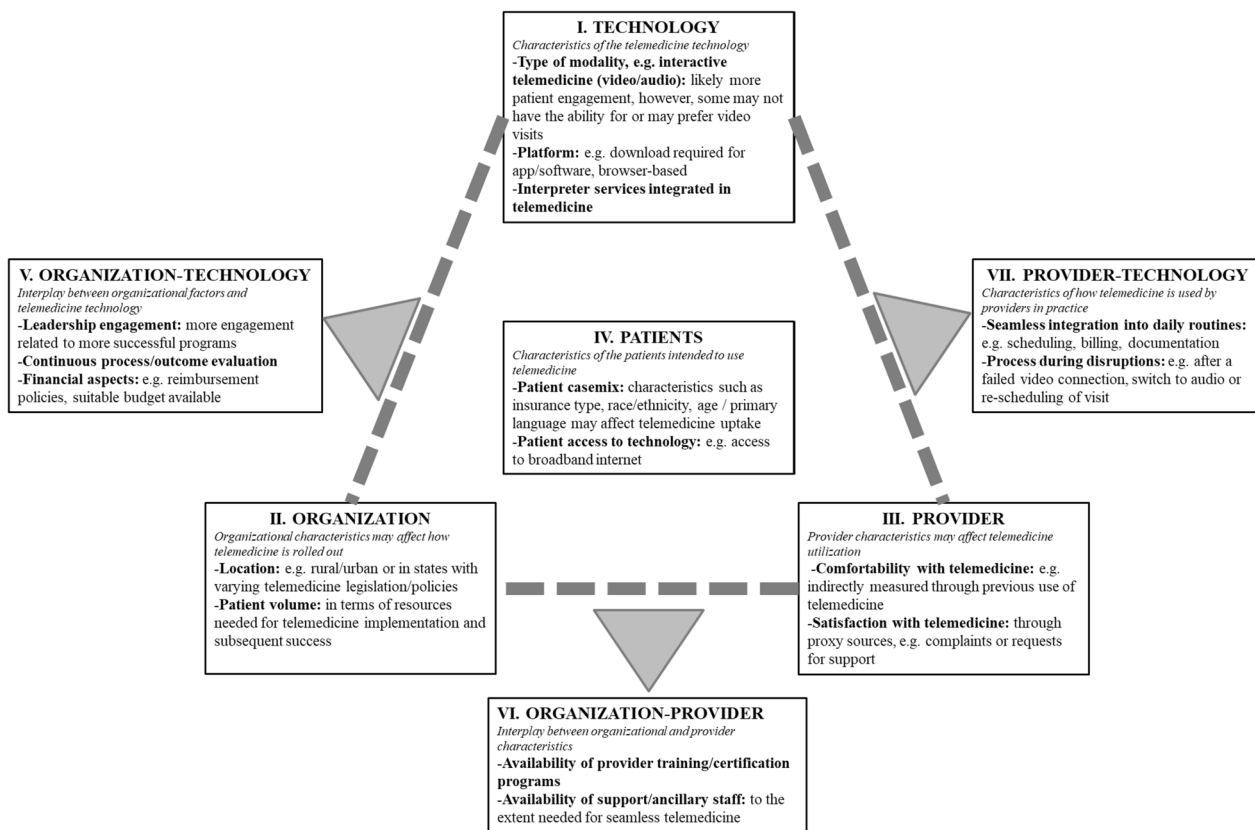 I. TECHNOLOGY
Characteristics of the telemedicine technology
-Type of modality, e.g. interactive
telemedicine (video/audio): likely more
patient engagement, however, some may not
have the ability for or may prefer video
visits
-Platform: e.g. download required for
app/software, browser-based
-Interpreter services integrated in
telemedicine
V. ORGANIZATION-TECHNOLOGY
Interplay between organizational factors and
telemedicine technology
-Leadership engagement: more engagement
related to more successful programs
-Continuous process/outcome evaluation
-Financial aspects: e.g. reimbursement
policies, suitable budget available
VII. PROVIDER-TECHNOLOGY
Characteristics of how telemedicine is used by
providers in practice
-Seamless integration into daily routines:
e.g. scheduling, billing, documentation
-Process during disruptions: e.g. after a
failed video connection, switch to audio or
re-scheduling of visit
IV. PATIENTS
Characteristics of the patients intended to use
telemedicine
-Patient casemix: characteristics such as
insurance type, race/ethnicity, age / primary
language may affect telemedicine uptake
-Patient access to technology: e.g. access
to broadband internet
II. ORGANIZATION
Organizational characteristics may affect how
telemedicine is rolled out
-Location: e.g. rural/urban or in states with
varying telemedicine legislation/policies
-Patient volume: in terms of resources
needed for telemedicine implementation and
subsequent success
III. PROVIDER
Provider characteristics may affect telemedicine
utilization
-Comfortability with telemedicine: e.g.
indirectly measured through previous use of
telemedicine
-Satisfaction with telemedicine: through
proxy sources, e.g. complaints or requests
for support
VI. ORGANIZATION-PROVIDER
Interplay between organizational and provider
characteristics
-Availability of provider training/certification
programs
-Availability of support/ancillary staff: to the
extent needed for seamless telemedicine